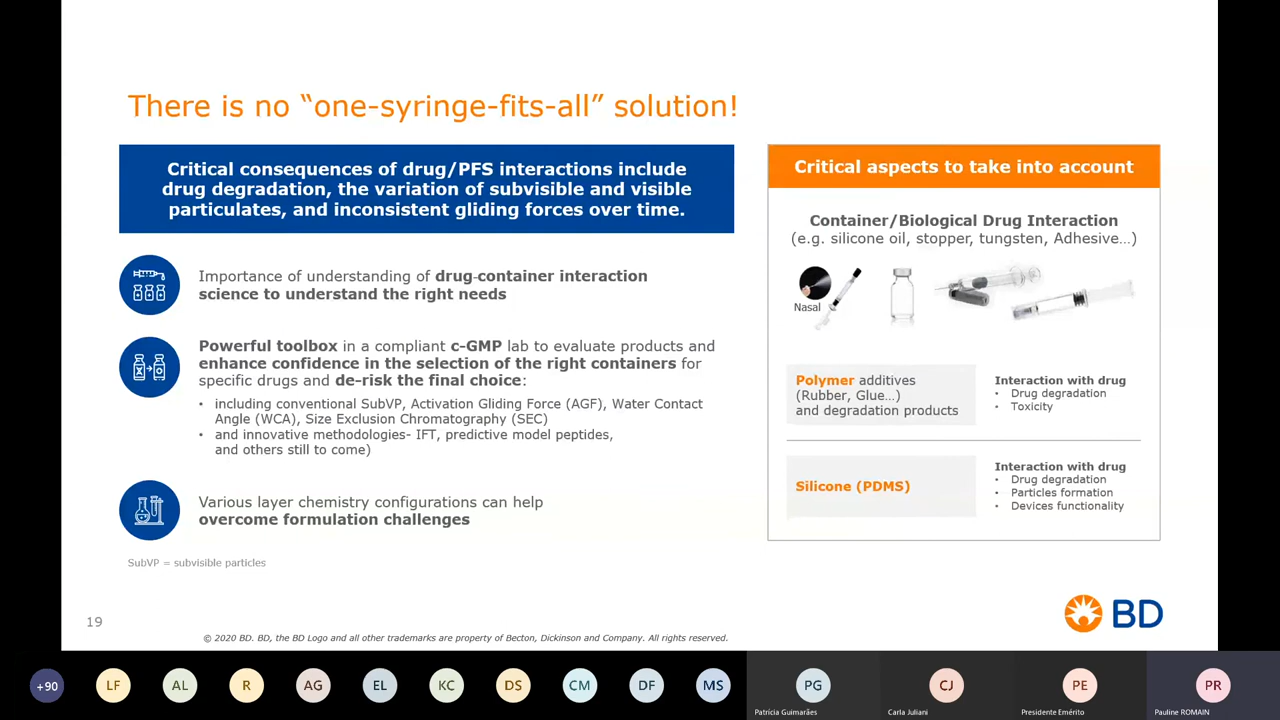 There is no “one-syringe-fits-all” solution!
Critical consequences of drug/PFS interactions include
drug degradation, the variation of subvisible and visible
particulates, and inconsistent gliding forces over time.
Importance of understanding of drug-container interaction
science to understand the right needs
Powerful toolbox in a compliant c-GMP lab to evaluate products and
enhance confidence in the selection of the right containers for
specific drugs and de-risk the final choice:
• including conventional SubVP, Activation Gliding Force (AGF), Water Contact
Angle (WCA), Size Exclusion Chromatography (SEC)
• and innovative methodologies- IFT, predictive model peptides,
and others still to come)
Various layer chemistry configurations can help
overcome formulation challenges
SubVP = subvisible particles
Critical aspects to take into account
Container/Biological Drug Interaction
(e.g. silicone oil, stopper, tungsten, Adhesive…)
Nasal
Polymer additives
(Rubber, Glue…)
and degradation products
Interaction with drug
• Drug degradation
• Toxicity
Silicone (PDMS)
Interaction with drug
• Drug degradation
• Particles formation
• Devices functionality
19
© 2020 BD. BD, the BD Logo and all other trademarks are property of Becton, Dickinson and Company. All rights reserved.
BD
+90
LF
AL
R
AG
EL
KC
DS
CM
DF
MS
PG
CJ
PE
PR
Patrícia Guimarães
Carla Juliani
Presidente Emérito
Pauline ROMAIN